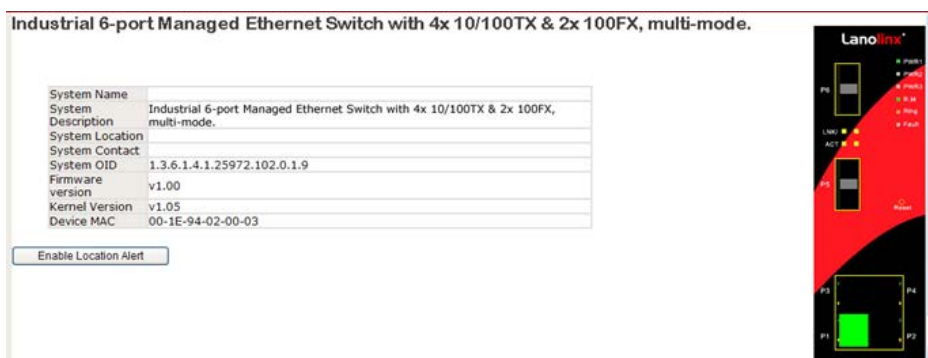 Industrial 6-port Managed Ethernet Switch with 4x 10/100TX & 2x 100FX, multi-mode.
System Name
System Description Industrial 6-port Managed Ethernet Switch with 4x 10/100TX & 2x 100FX, multi-mode.
System Location
System Contact
System OID 1.3.6.1.4.1.25972.102.0.1.9
Firmware version v1.00
Kernel Version v1.05
Device MAC 00-1E-94-02-00-03
Enable Location Alert
Lanolinx
PWR1
PWR2
PWR3
R.M
Ring
Fault
P6
LNK/
ACT
P5
Reset
P3 P4
P1 P2